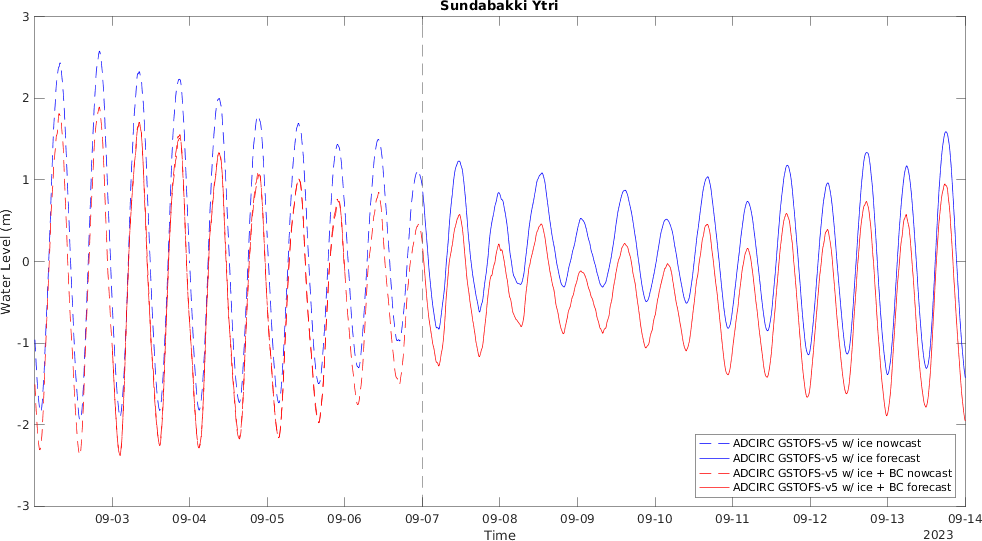 Sundabakki Ytri
3
2
1
0
-1
-2
-3
Water Level (m)
ADCIRC GSTOFS-v5 w/ ice nowcast
ADCIRC GSTOFS-v5 w/ ice forecast
ADCIRC GSTOFS-v5 w/ ice + BC nowcast
ADCIRC GSTOFS-v5 w/ ice + BC forecast
09-03 09-04 09-05 09-06 09-07 09-08 09-09 09-10 09-11 09-12 09-13 09-14
Time
2023